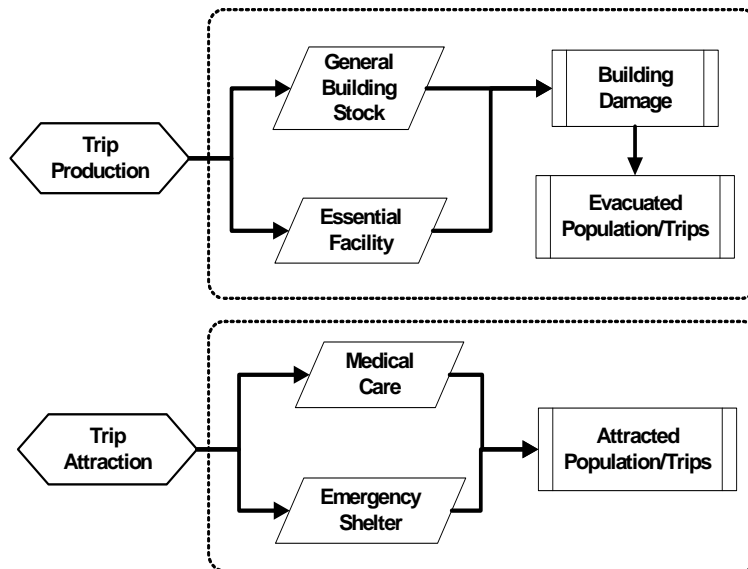 General
Building
Stock
Building
Damage
Trip
Production
Essential
Facility
Evacuated
Population/Trips
Medical
Care
Trip
Attraction
Attracted
Population/Trips
Emergency
Shelter